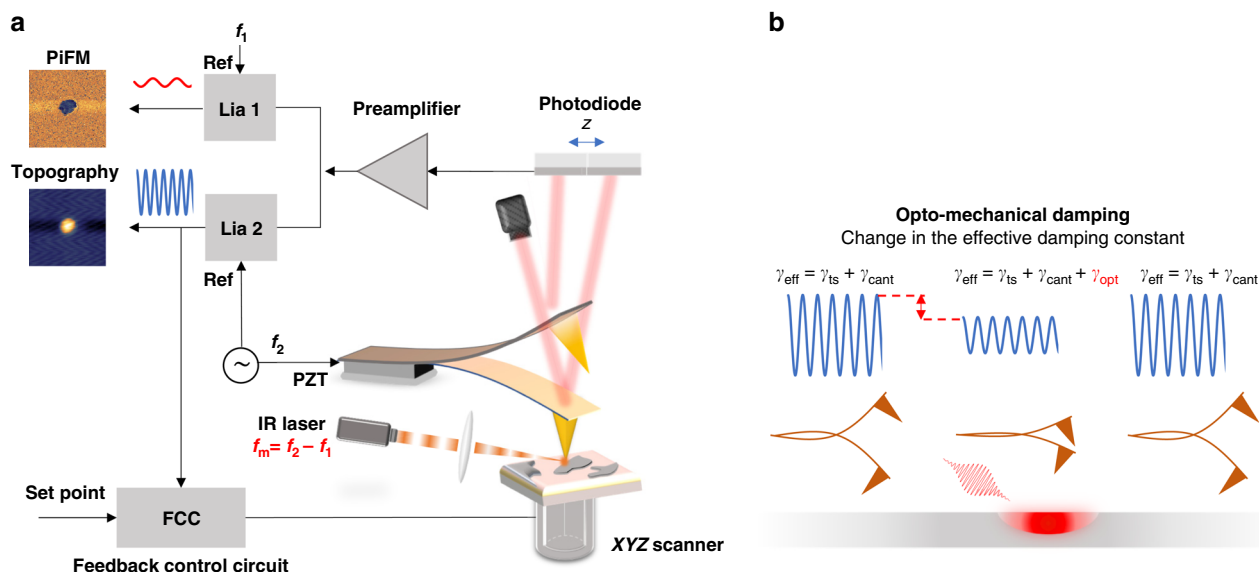 a
f₁
PiFM
Ref
Lia 1
Preamplifier
Photodiode
z
Topography
Lia 2
Ref
f₂
~
PZT
IR laser
fₘ= f₂ – f₁
Set point
FCC
Feedback control circuit
XYZ scanner
b
Opto-mechanical damping
Change in the effective damping constant
γeff = γts + γcant
γeff = γts + γcant + γopt
γeff = γts + γcant